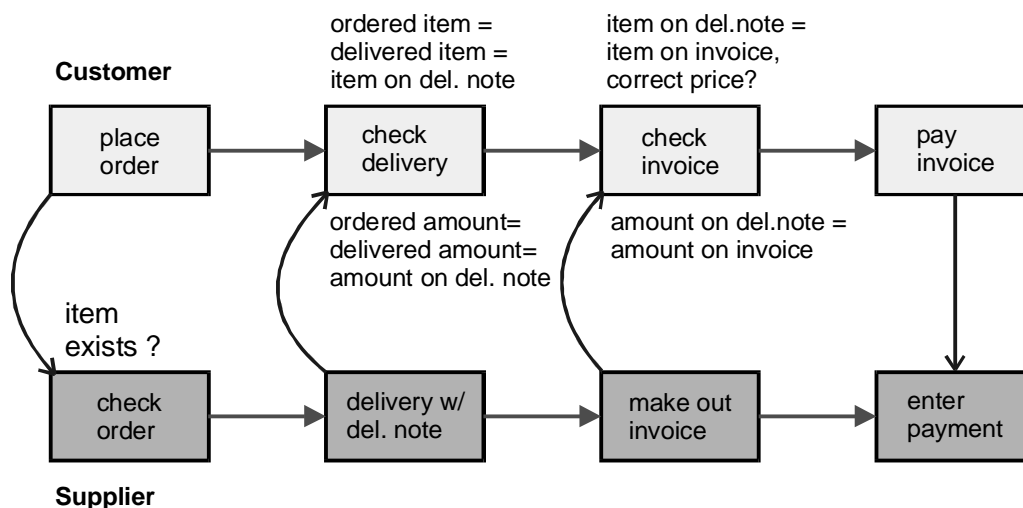 Customer
ordered item =
delivered item =
item on del. note
item on del.note =
item on invoice,
correct price?
place
order
check
delivery
check
invoice
pay
invoice
ordered amount=
delivered amount=
amount on del. note
amount on del.note =
amount on invoice
item
exists ?
check
order
delivery w/
del. note
make out
invoice
enter
payment
Supplier